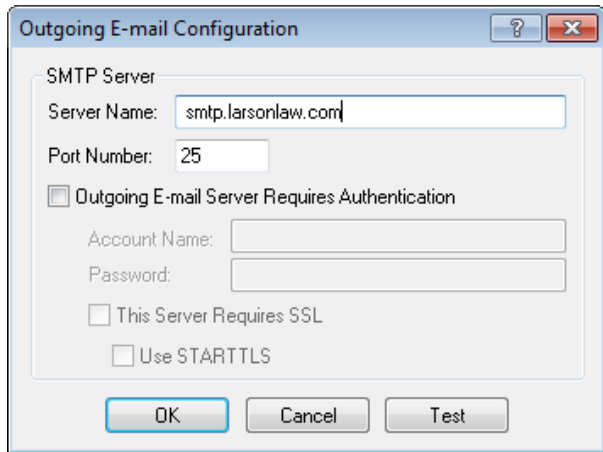 Outgoing E-mail Configuration
SMTP Server
Server Name: smtp.larsonlaw.com
Port Number: 25
Outgoing E-mail Server Requires Authentication
Account Name:
Password:
This Server Requires SSL
Use STARTTLS
OK Cancel Test